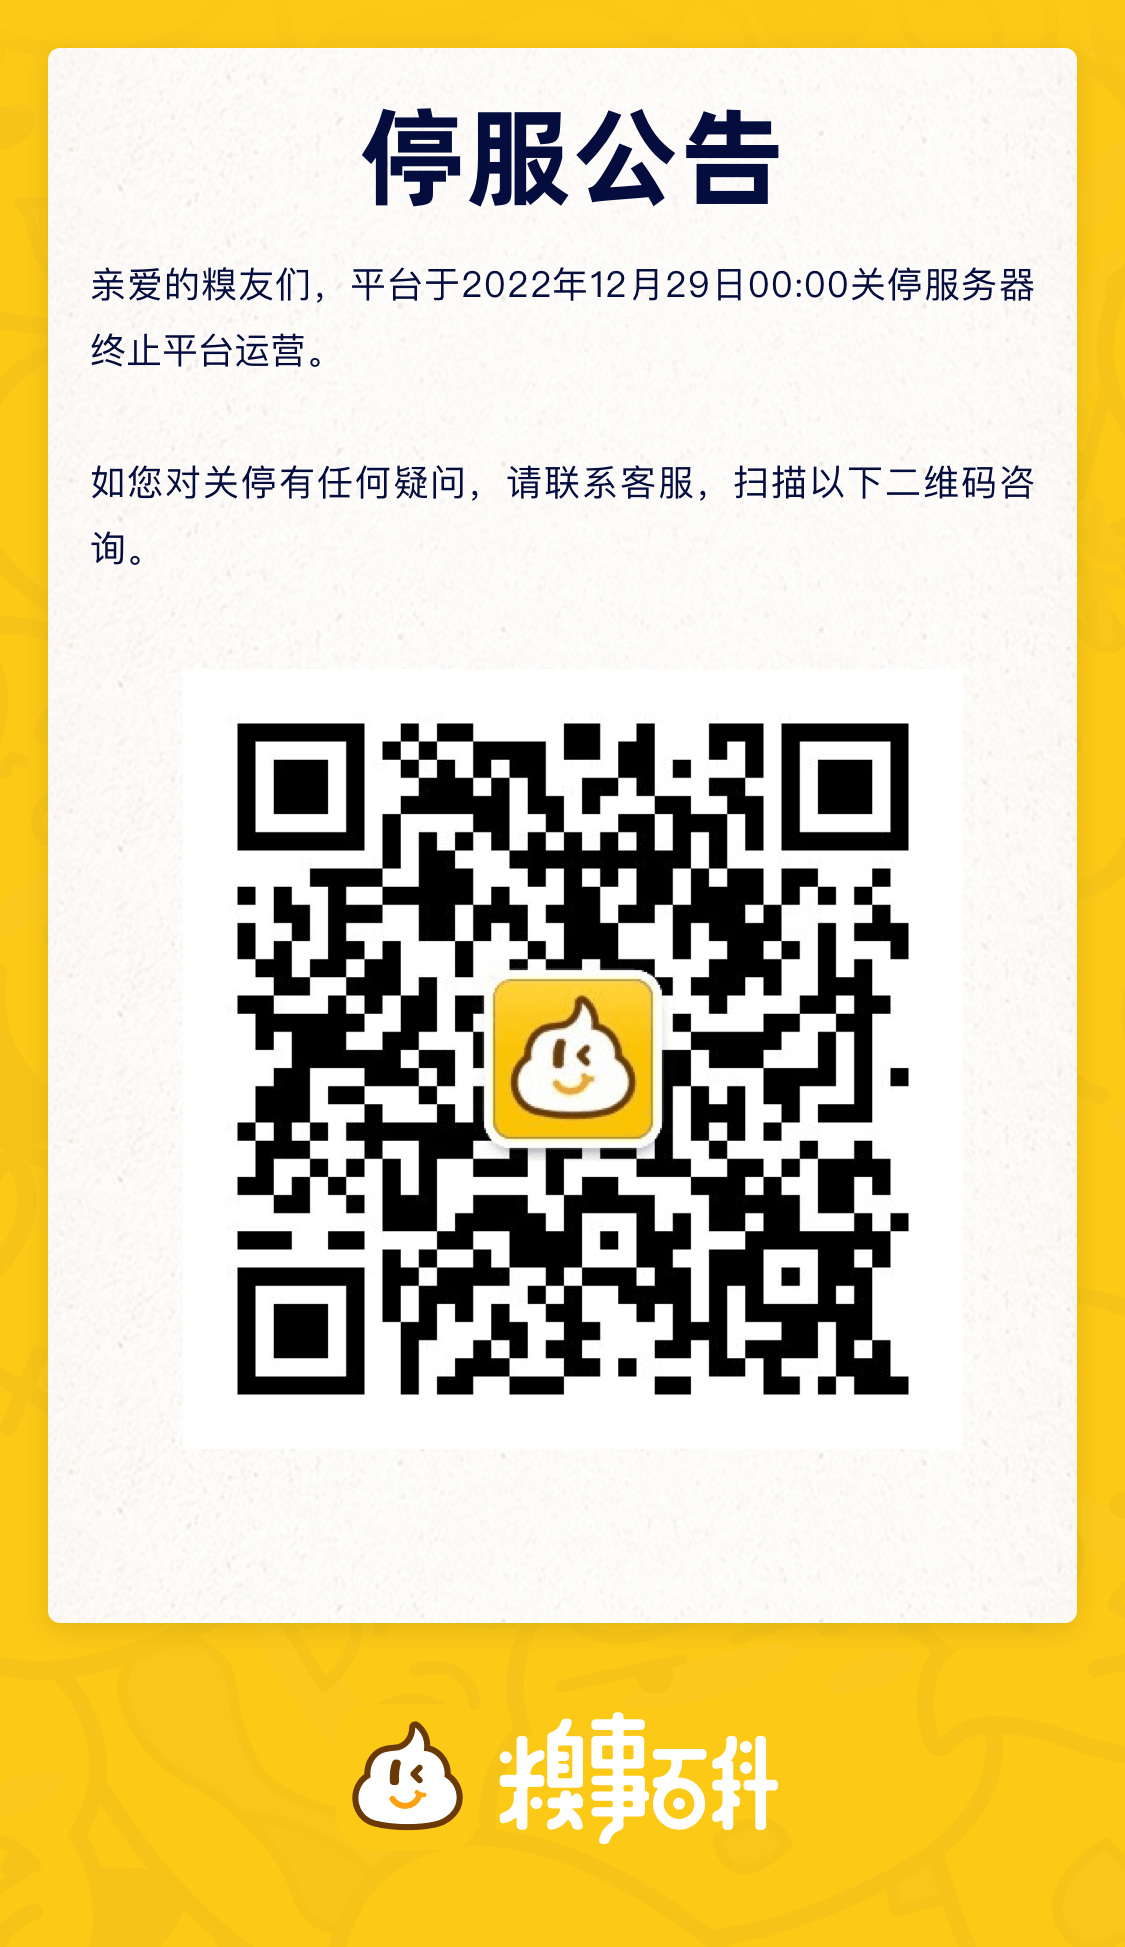 停服公告
亲爱的糗友们，平台于2022年12月29日00:00关停服务器
终止平台运营。
如您对关停有任何疑问，请联系客服，扫描以下二维码咨
询。
糗事百科